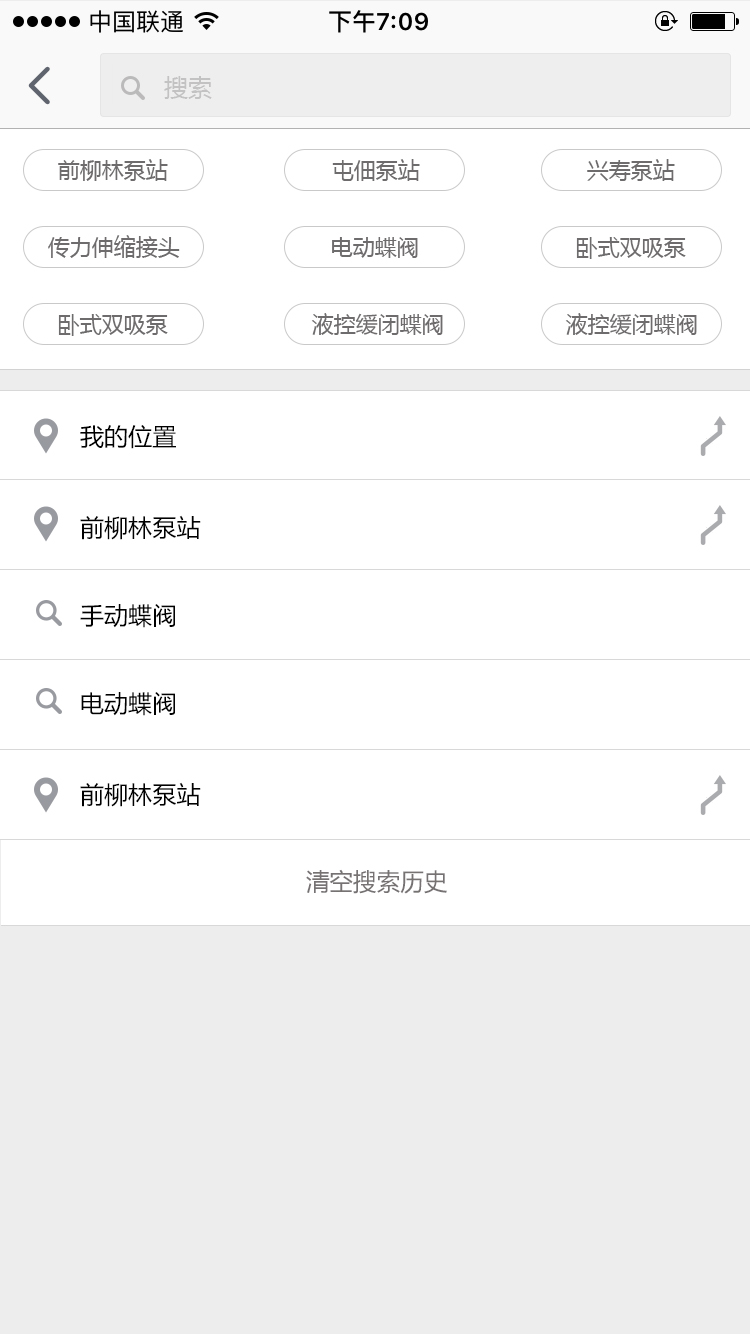 中国联通 下午7:09
搜索
前柳林泵站 屯佃泵站 兴寿泵站
传力伸缩接头 电动蝶阀 卧式双吸泵
卧式双吸泵 液控缓闭蝶阀 液控缓闭蝶阀
我的位置
前柳林泵站
手动蝶阀
电动蝶阀
前柳林泵站
清空搜索历史